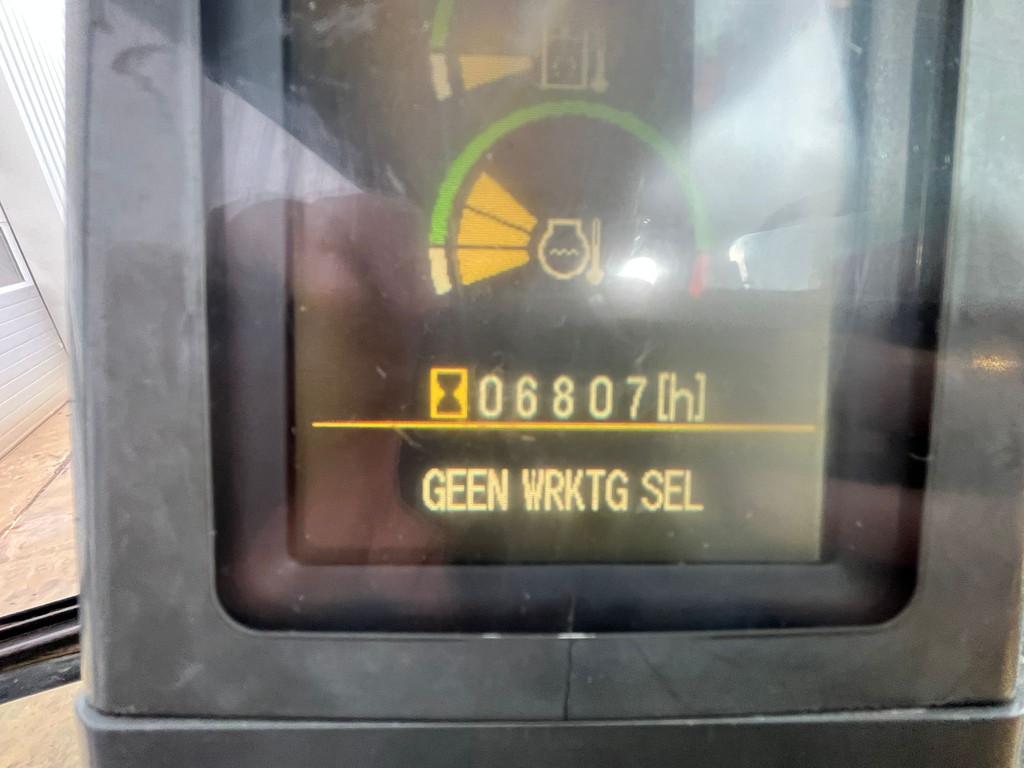 06807[h]
GEEN WRKTG SEL